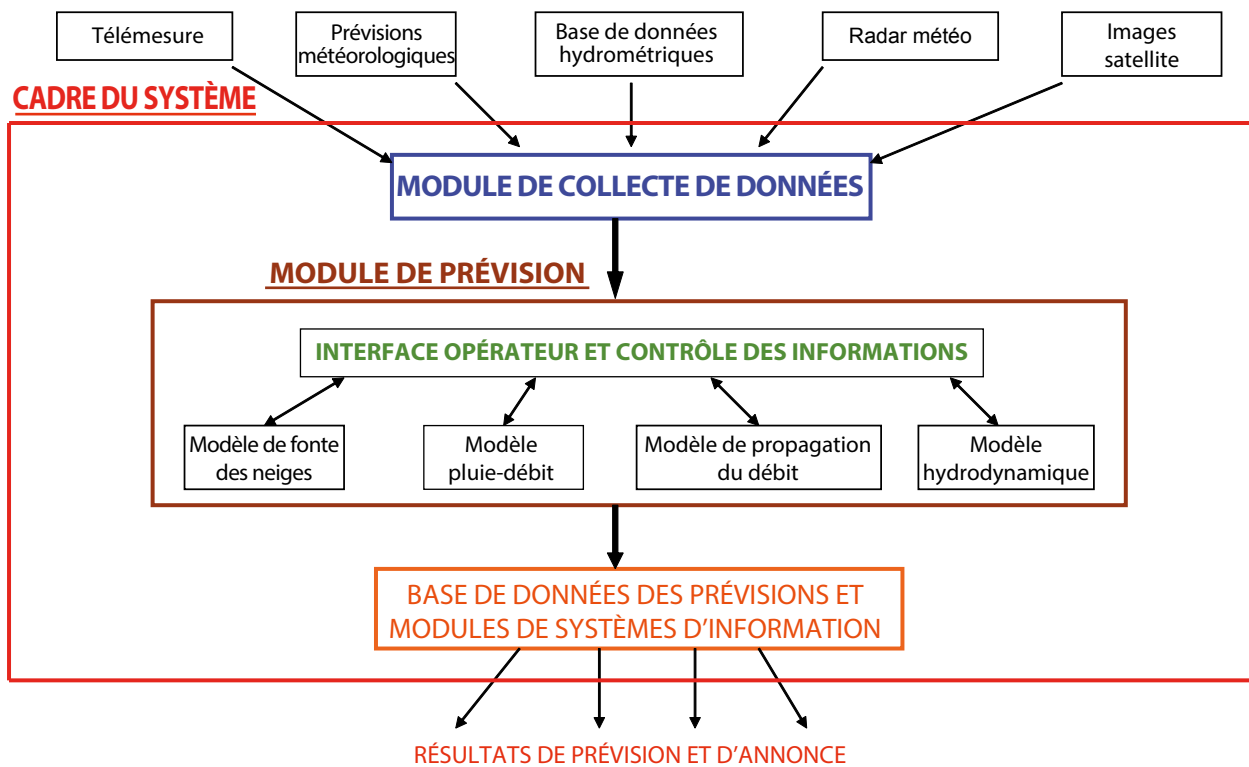 Télémesure
Prévisions
météorologiques
Base de données
hydrométriques
Radar météo
Images
satellite
CADRE DU SYSTÈME
MODULE DE COLLECTE DE DONNÉES
MODULE DE PRÉVISION
INTERFACE OPÉRATEUR ET CONTRÔLE DES INFORMATIONS
Modèle de fonte
des neiges
Modèle
pluie-débit
Modèle de propagation
du débit
Modèle
hydrodynamique
BASE DE DONNÉES DES PRÉVISIONS ET
MODULES DE SYSTÈMES D'INFORMATION
RÉSULTATS DE PRÉVISION ET D'ANNONCE